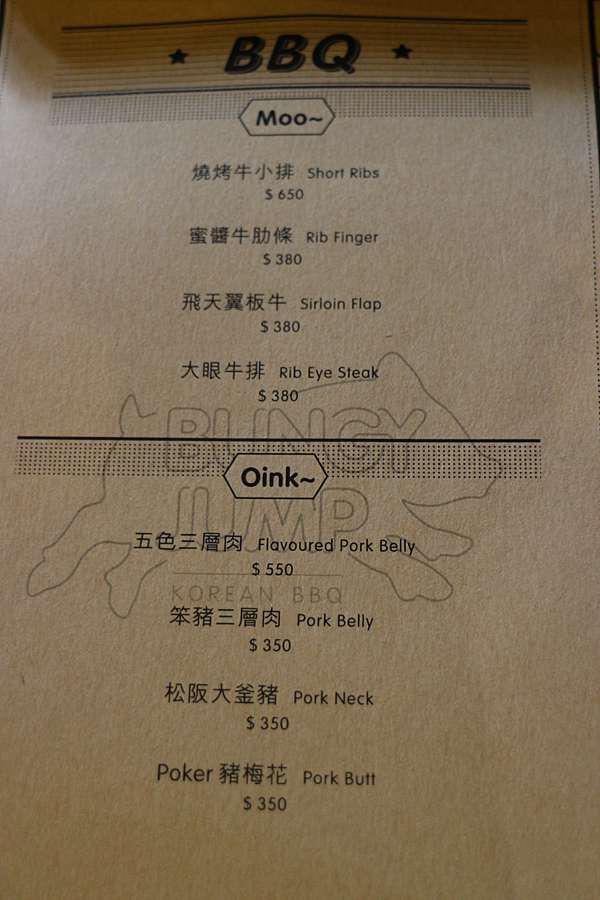 BBQ
Moo~
燒烤牛小排 Short Ribs
$ 650
蜜醬牛肋條 Rib Finger
$ 380
飛天翼板牛 Sirloin Flap
$ 380
大眼牛排 Rib Eye Steak
$ 380
BUNGY
Oink~
JUMP
五色三層肉 Flavoured Pork Belly
$ 550
KOREAN BBQ
笨豬三層肉 Pork Belly
$ 350
松阪大釜豬 Pork Neck
$ 350
Poker 豬梅花 Pork Butt
$ 350